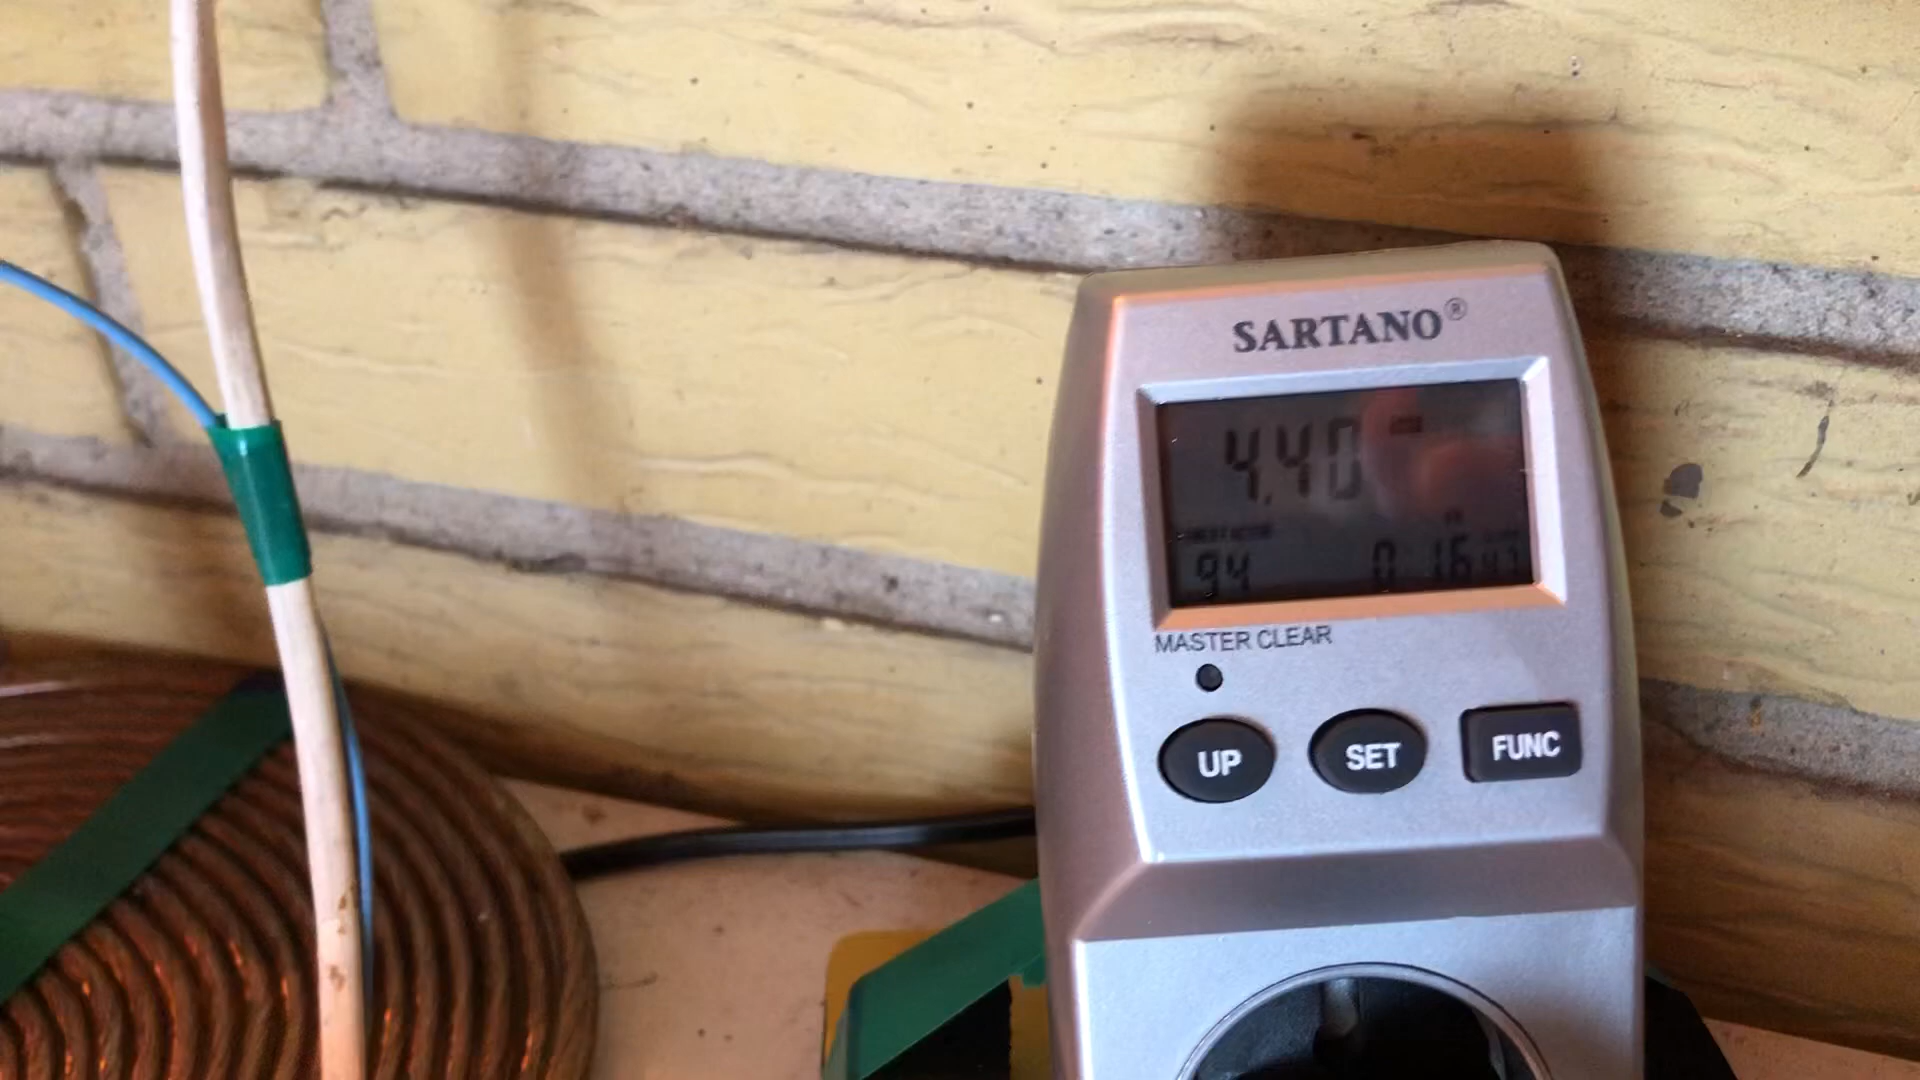 SARTANO®
4.40
94 0.16
MASTER CLEAR
UP SET FUNC